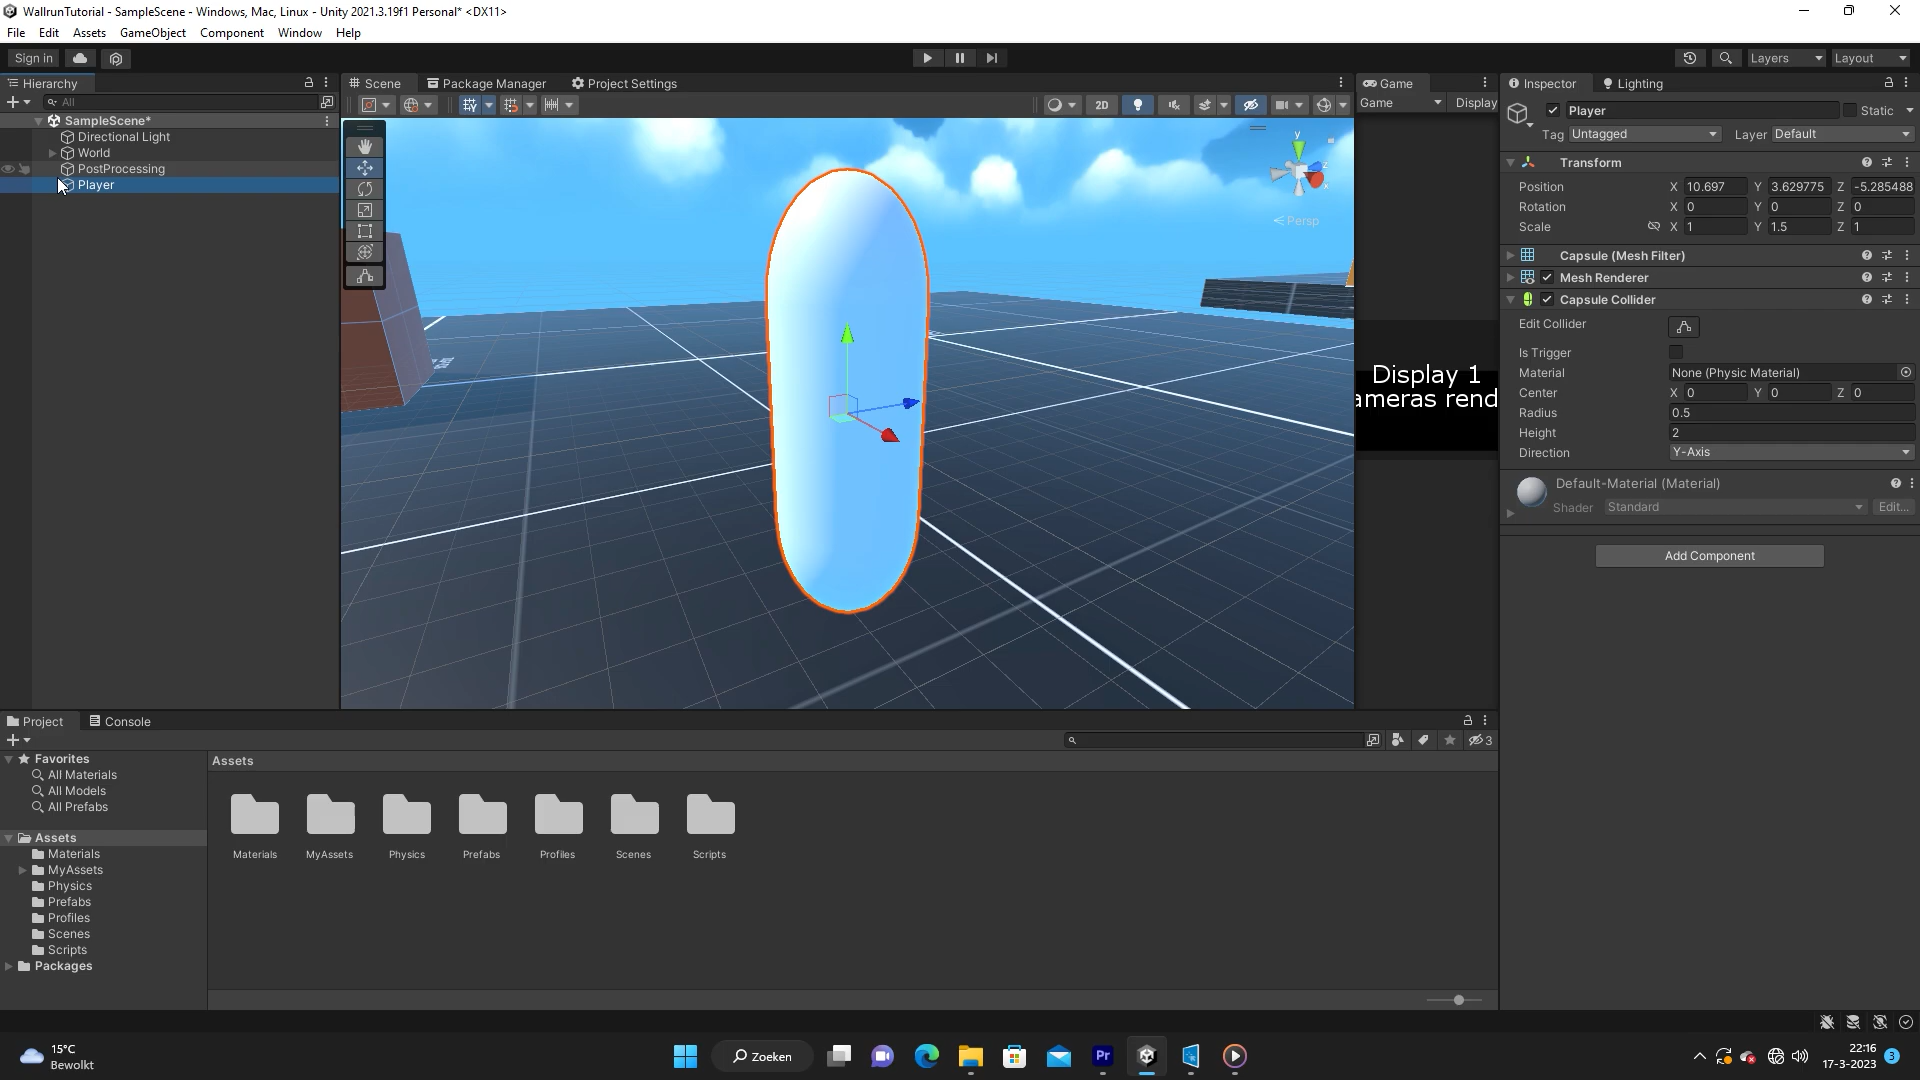 WallrunTutorial - SampleScene - Windows, Mac, Linux - Unity 2021.3.19f1 Personal* <DX11>
File Edit Assets GameObject Component Window Help
Sign in Layers Layout
Hierarchy Scene Package Manager Project Settings Game Inspector Lighting
All 2D Game Display Player Static
Tag Untagged Layer Default
SampleScene*
Directional Light
World
PostProcessing
Player
y
x
Persp
Transform
Position X 10.697 Y 3.629775 Z -5.285488
Rotation X 0 Y 0 Z 0
Scale X 1 Y 1.5 Z 1
Capsule (Mesh Filter)
Mesh Renderer
Capsule Collider
Edit Collider
Is Trigger
Material None (Physic Material)
Center X 0 Y 0 Z 0
Radius 0.5
Height 2
Direction Y-Axis
Default-Material (Material)
Shader Standard Edit...
Add Component
Display 1
ameras rend
Project Console
3
Favorites
All Materials
All Models
All Prefabs
Assets
Materials
MyAssets
Physics
Prefabs
Profiles
Scenes
Scripts
Packages
Assets
Materials MyAssets Physics Prefabs Profiles Scenes Scripts
15°C
Bewolkt
Zoeken
Pr
22:16
17-3-2023
3